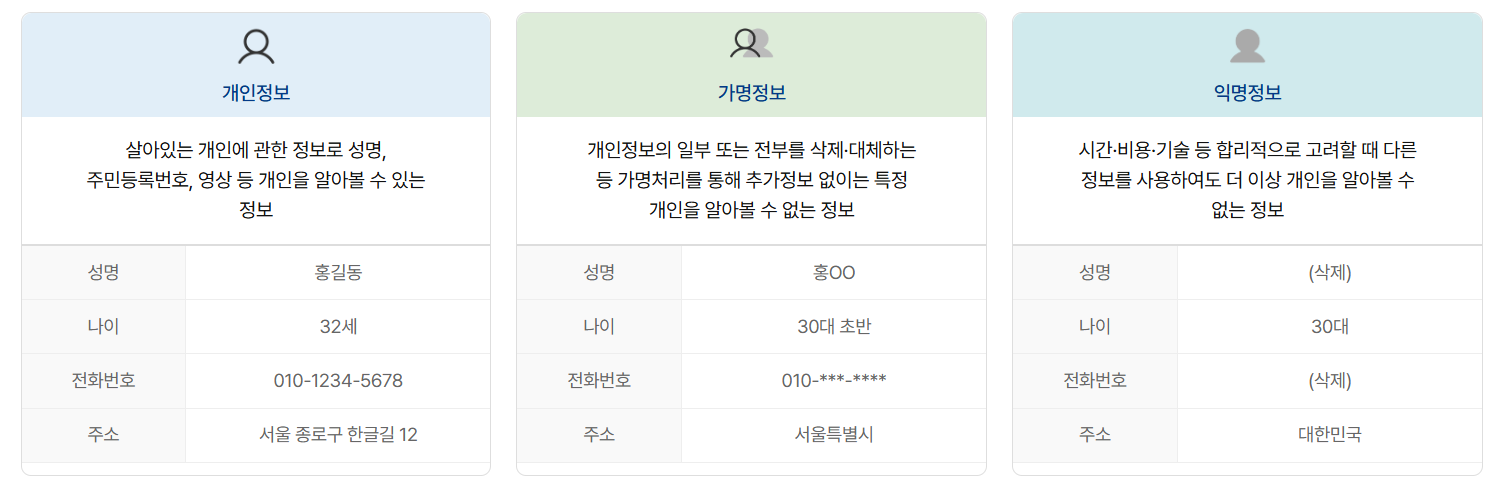 개인정보
살아있는 개인에 관한 정보로 성명,
주민등록번호, 영상 등 개인을 알아볼 수 있는
정보
성명 홍길동
나이 32세
전화번호 010-1234-5678
주소 서울 종로구 한글길 12
가명정보
개인정보의 일부 또는 전부를 삭제·대체하는
등 가명처리를 통해 추가정보 없이는 특정
개인을 알아볼 수 없는 정보
성명 홍OO
나이 30대 초반
전화번호 010-***-****
주소 서울특별시
익명정보
시간·비용·기술 등 합리적으로 고려할 때 다른
정보를 사용하여도 더 이상 개인을 알아볼 수
없는 정보
성명 (삭제)
나이 30대
전화번호 (삭제)
주소 대한민국